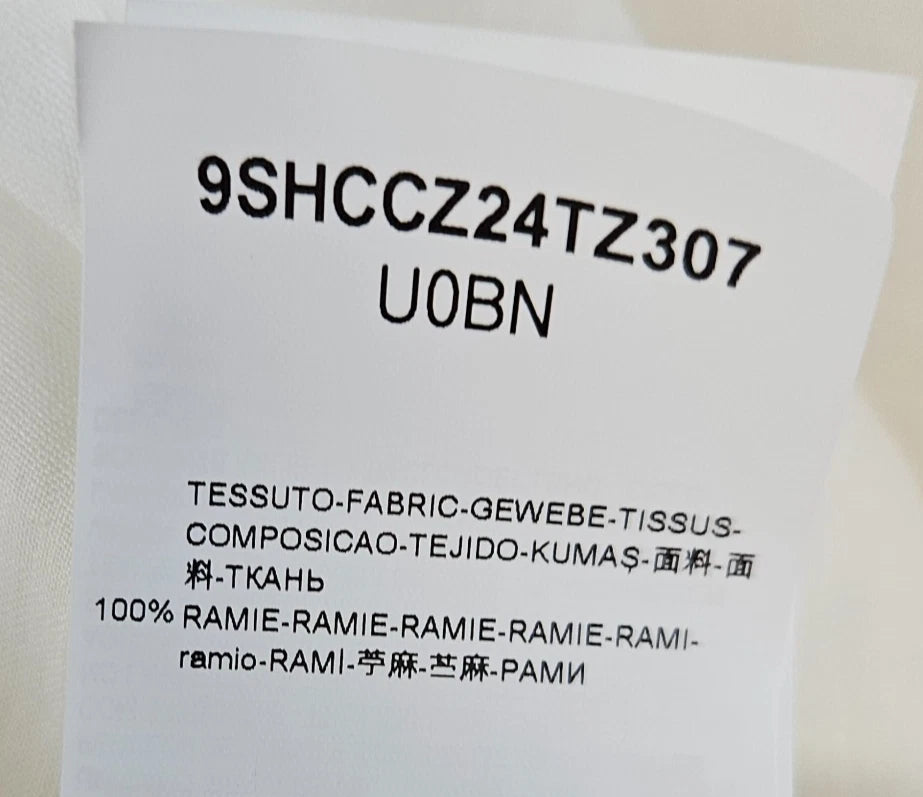 9SHCCZ24TZ307
U0BN
TESSUTO-FABRIC-GEWEBE-TISSUS-
COMPOSICAO-TEJIDO-KUMAŞ-面料-面
料-ТКАНЬ
100% RAMIE-RAMIE-RAMIE-RAMIE-RAMI-
ramio-RAMİ-苧麻-苎麻-РАМИ